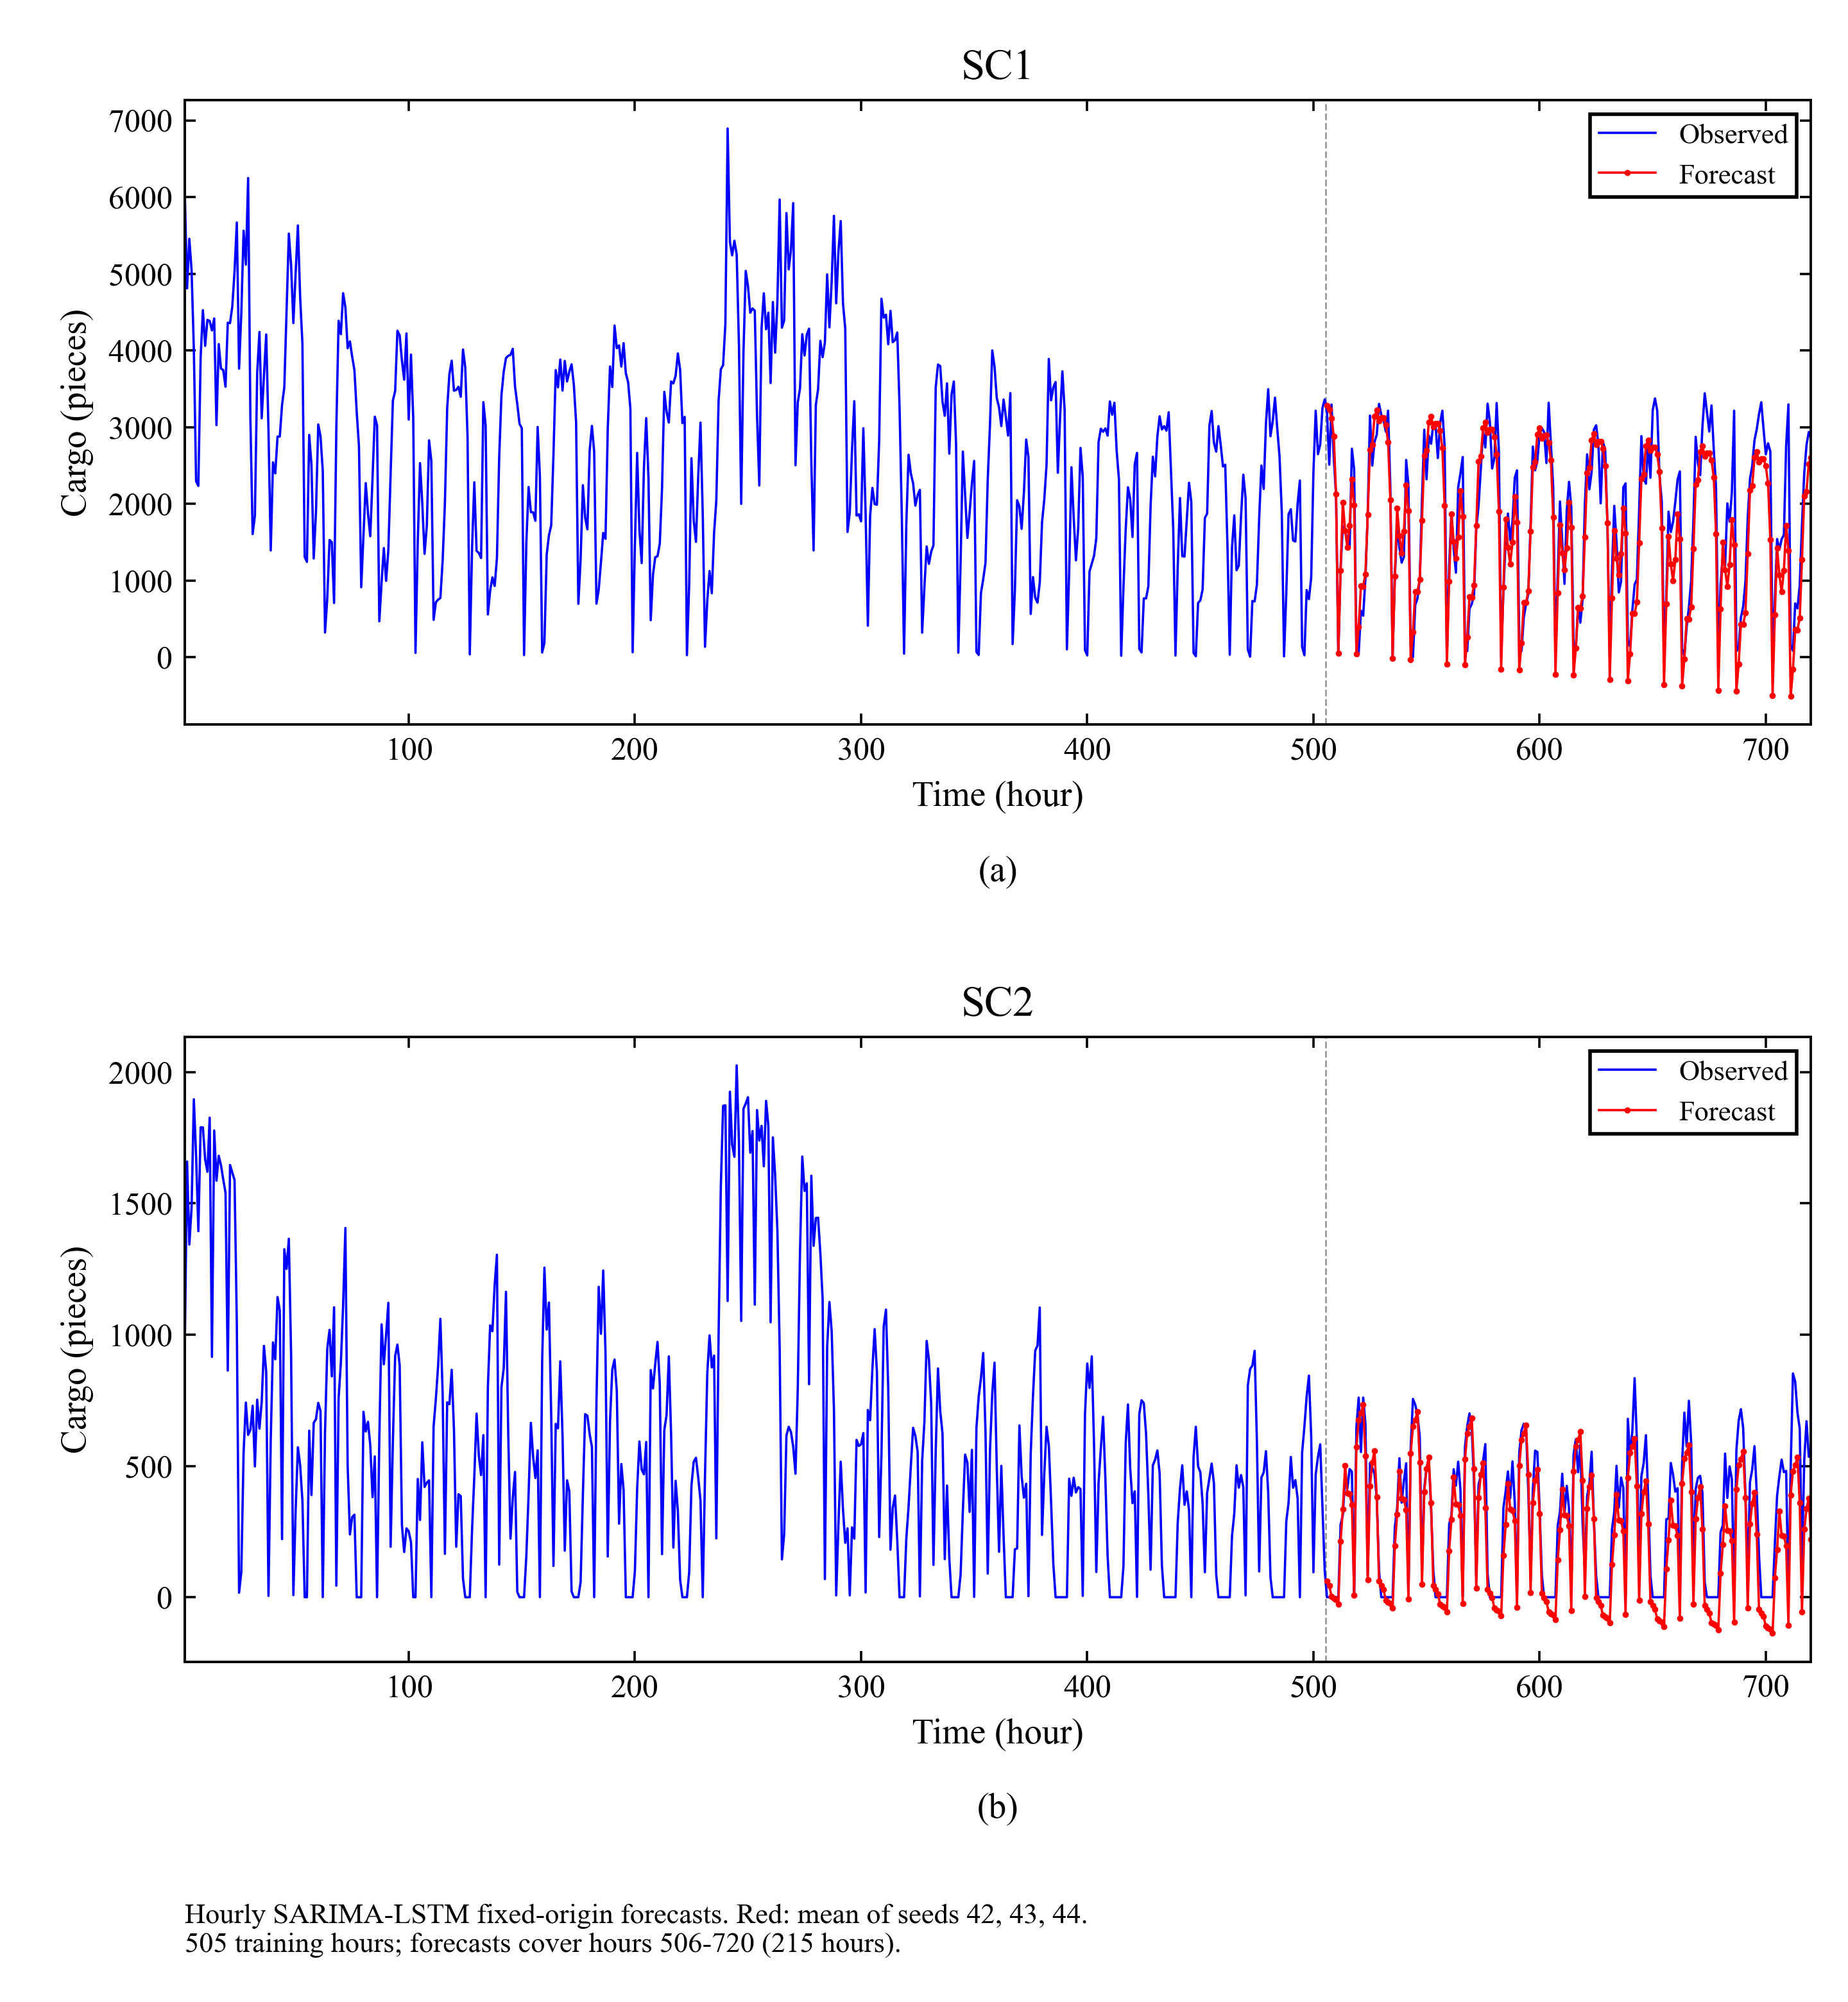 SC1
7000
6000
5000
4000
3000
2000
1000
0
Cargo (pieces)
Observed
Forecast
100 200 300 400 500 600 700
Time (hour)
(a)
SC2
2000
1500
1000
500
0
Cargo (pieces)
Observed
Forecast
100 200 300 400 500 600 700
Time (hour)
(b)
Hourly SARIMA-LSTM fixed-origin forecasts. Red: mean of seeds 42, 43, 44.
505 training hours; forecasts cover hours 506-720 (215 hours).